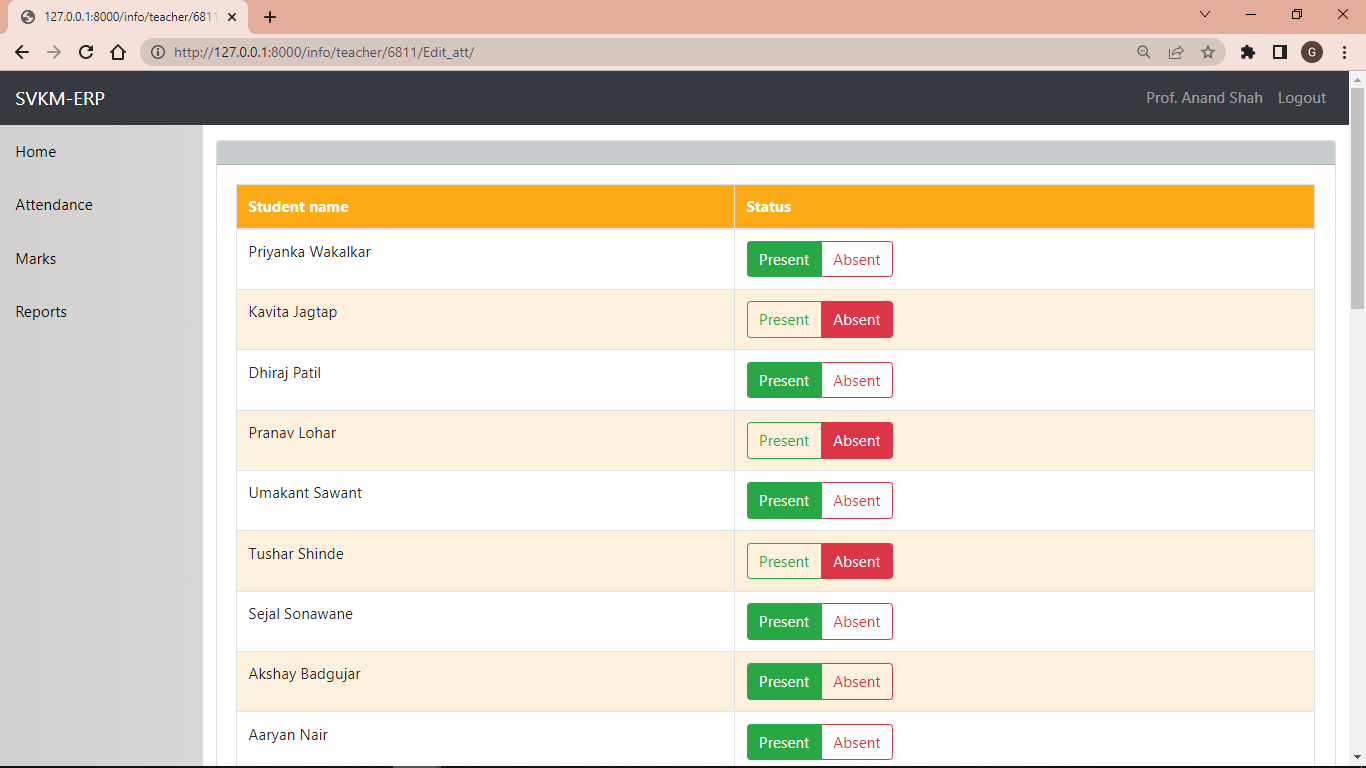 127.0.0.1:8000/info/teacher/6811
http://127.0.0.1:8000/info/teacher/6811/Edit_att/
G
SVKM-ERP
Prof. Anand Shah Logout
Home
Attendance
Marks
Reports
Student name Status
Priyanka Wakalkar Present Absent
Kavita Jagtap Present Absent
Dhiraj Patil Present Absent
Pranav Lohar Present Absent
Umakant Sawant Present Absent
Tushar Shinde Present Absent
Sejal Sonawane Present Absent
Akshay Badgujar Present Absent
Aaryan Nair Present Absent